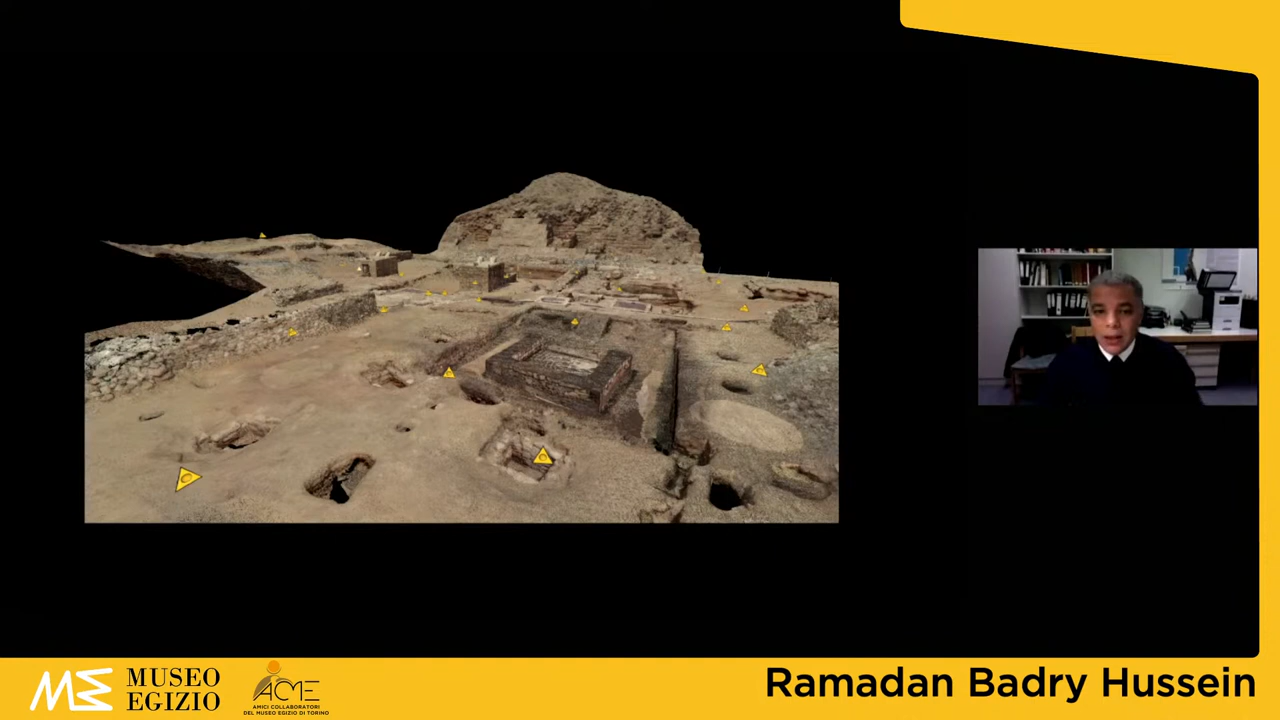 MUSEO
EGIZIO
ACME
AMICI COLLABORATORI
DEL MUSEO EGIZIO DI TORINO
Ramadan Badry Hussein